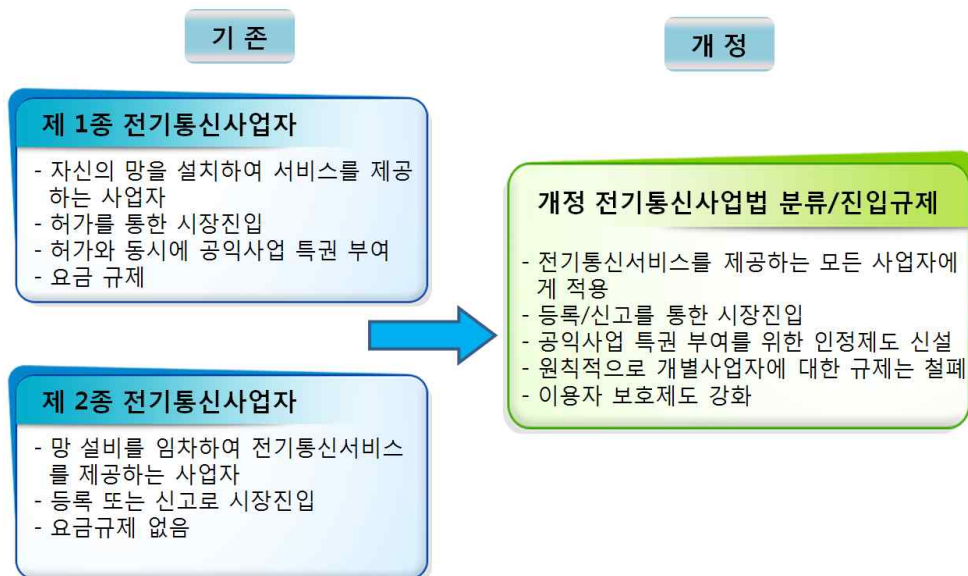 기 존
제 1종 전기통신사업자
- 자신의 망을 설치하여 서비스를 제공
하는 사업자
- 허가를 통한 시장진입
- 허가와 동시에 공익사업 특권 부여
- 요금 규제
제 2종 전기통신사업자
- 망 설비를 임차하여 전기통신서비스
를 제공하는 사업자
- 등록 또는 신고로 시장진입
- 요금규제 없음
개 정
개정 전기통신사업법 분류/진입규제
- 전기통신서비스를 제공하는 모든 사업자에
게 적용
- 등록/신고를 통한 시장진입
- 공익사업 특권 부여를 위한 인정제도 신설
- 원칙적으로 개별사업자에 대한 규제는 철폐
- 이용자 보호제도 강화